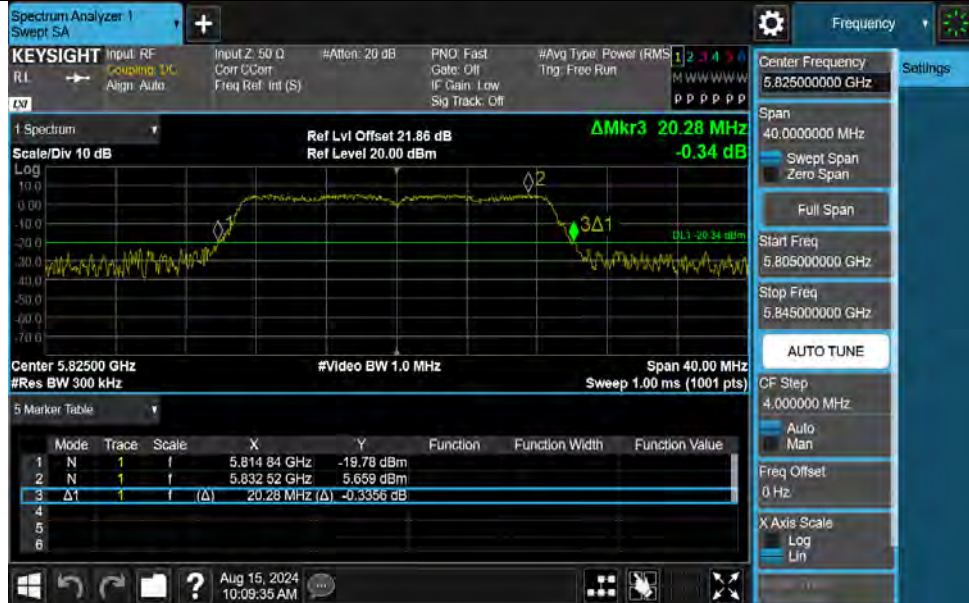 Spectrum Analyzer 1
Swept SA
+
Frequency
KEYSIGHT Input: RF Input Z: 50 Ω #Atten: 20 dB PNO: Fast #Avg Type: Power (RMS 1 2 3 4 5 6
RL Coupling: DC Corr CCorr Gate: Off Trig: Free Run M W W W W W
Align: Auto Freq Ref: Int (S) IF Gain: Low
LXI Sig Track: Off P P P P P P
1 Spectrum
Scale/Div 10 dB
Ref Lvl Offset 21.86 dB
Ref Level 20.00 dBm
ΔMkr3 20.28 MHz
-0.34 dB
Log
10.0
0.00
-10.0
-20.0
-30.0
-40.0
-50.0
-60.0
-70.0
1
2
3Δ1
DL1 -20.34 dBm
Center 5.82500 GHz #Video BW 1.0 MHz Span 40.00 MHz
#Res BW 300 kHz Sweep 1.00 ms (1001 pts)
5 Marker Table
Mode Trace Scale X Y Function Function Width Function Value
1 N 1 f 5.814 84 GHz -19.78 dBm
2 N 1 f 5.832 52 GHz 5.659 dBm
3 Δ1 1 f (Δ) 20.28 MHz (Δ) -0.3356 dB
4
5
6
?
Aug 15, 2024
10:09:35 AM
Center Frequency
5.825000000 GHz
Settings
Span
40.0000000 MHz
Swept Span
Zero Span
Full Span
Start Freq
5.805000000 GHz
Stop Freq
5.845000000 GHz
AUTO TUNE
CF Step
4.000000 MHz
Auto
Man
Freq Offset
0 Hz
X Axis Scale
Log
Lin